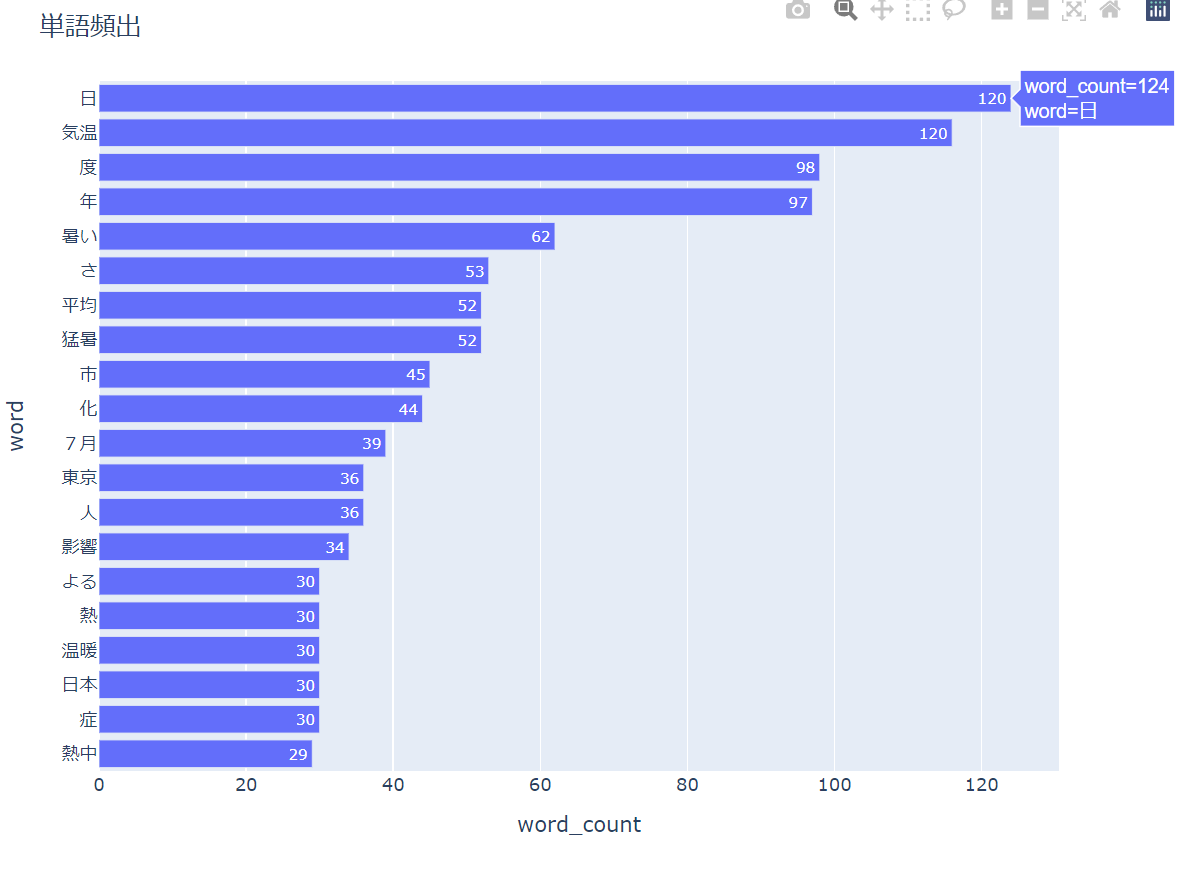 単語頻出
word_count=124
word=日
日 120
気温 120
度 98
年 97
暑い 62
さ 53
平均 52
猛暑 52
市 45
化 44
７月 39
東京 36
人 36
影響 34
よる 30
熱 30
温暖 30
日本 30
症 30
熱中 29
word
0 20 40 60 80 100 120
word_count